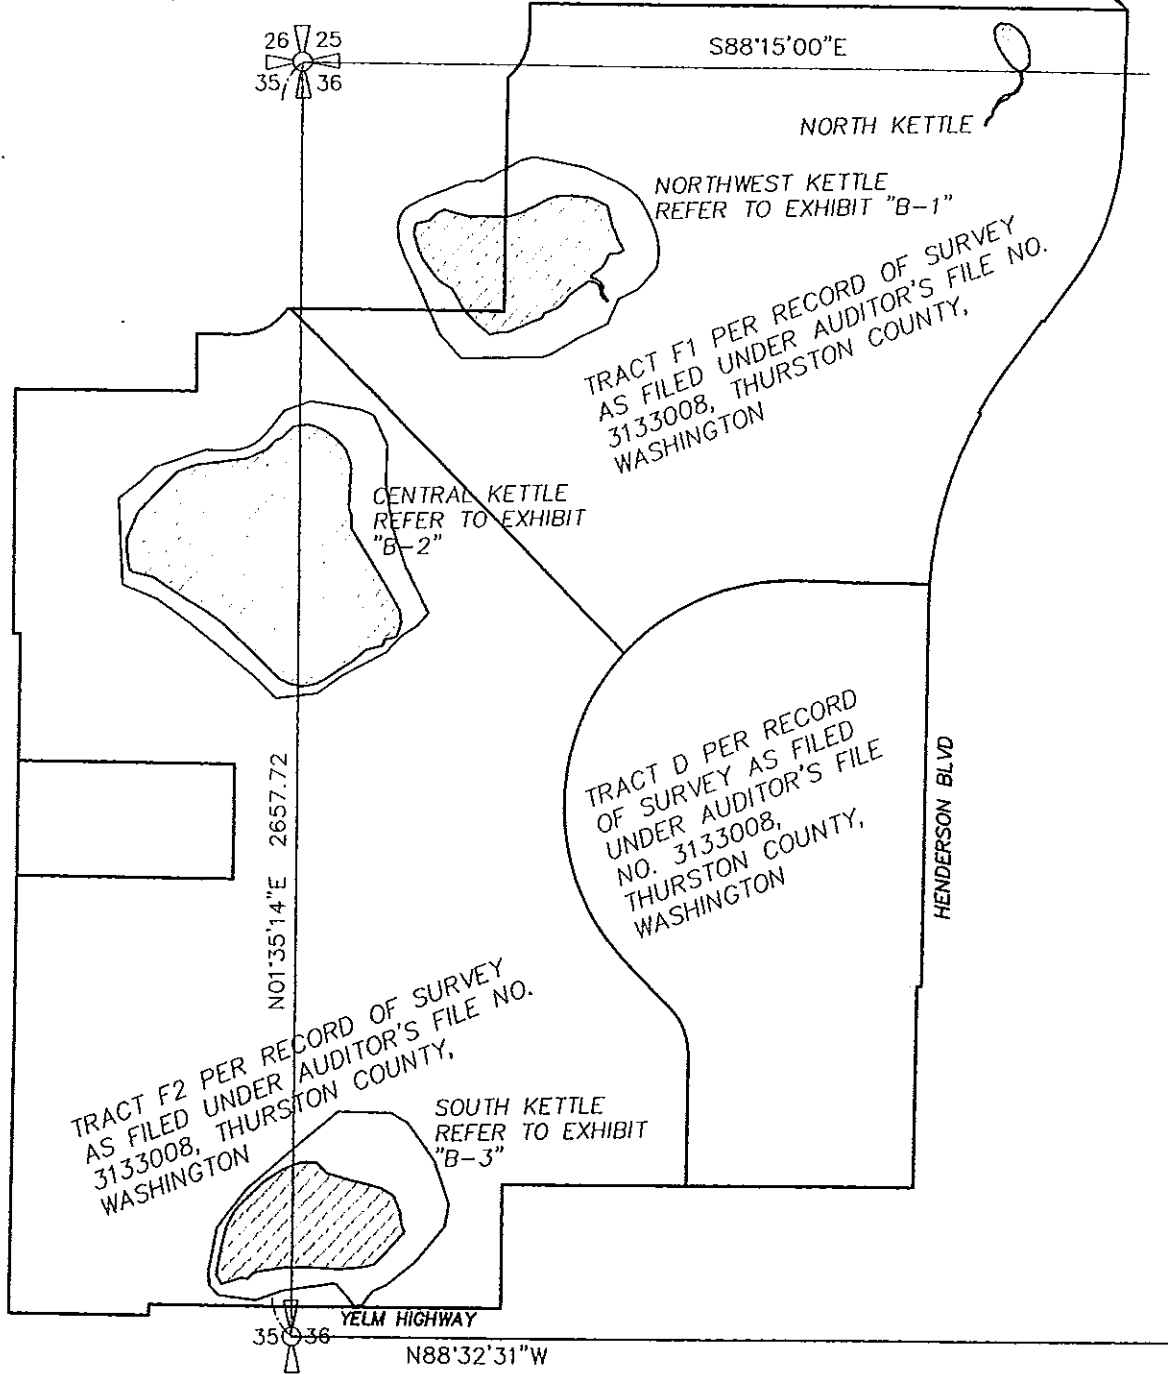 26 25
35 36
S88°15'00"E
NORTH KETTLE
NORTHWEST KETTLE
REFER TO EXHIBIT "B-1"
TRACT F1 PER RECORD OF SURVEY
AS FILED UNDER AUDITOR'S FILE NO.
3133008, THURSTON COUNTY,
WASHINGTON
CENTRAL KETTLE
REFER TO EXHIBIT
"B-2"
TRACT D PER RECORD
OF SURVEY AS FILED
UNDER AUDITOR'S FILE
NO. 3133008,
THURSTON COUNTY,
WASHINGTON
HENDERSON BLVD
N01°35'14"E 2657.72
TRACT F2 PER RECORD OF SURVEY
AS FILED UNDER AUDITOR'S FILE NO.
3133008, THURSTON COUNTY,
WASHINGTON
SOUTH KETTLE
REFER TO EXHIBIT
"B-3"
YELM HIGHWAY
35 36
N88°32'31"W